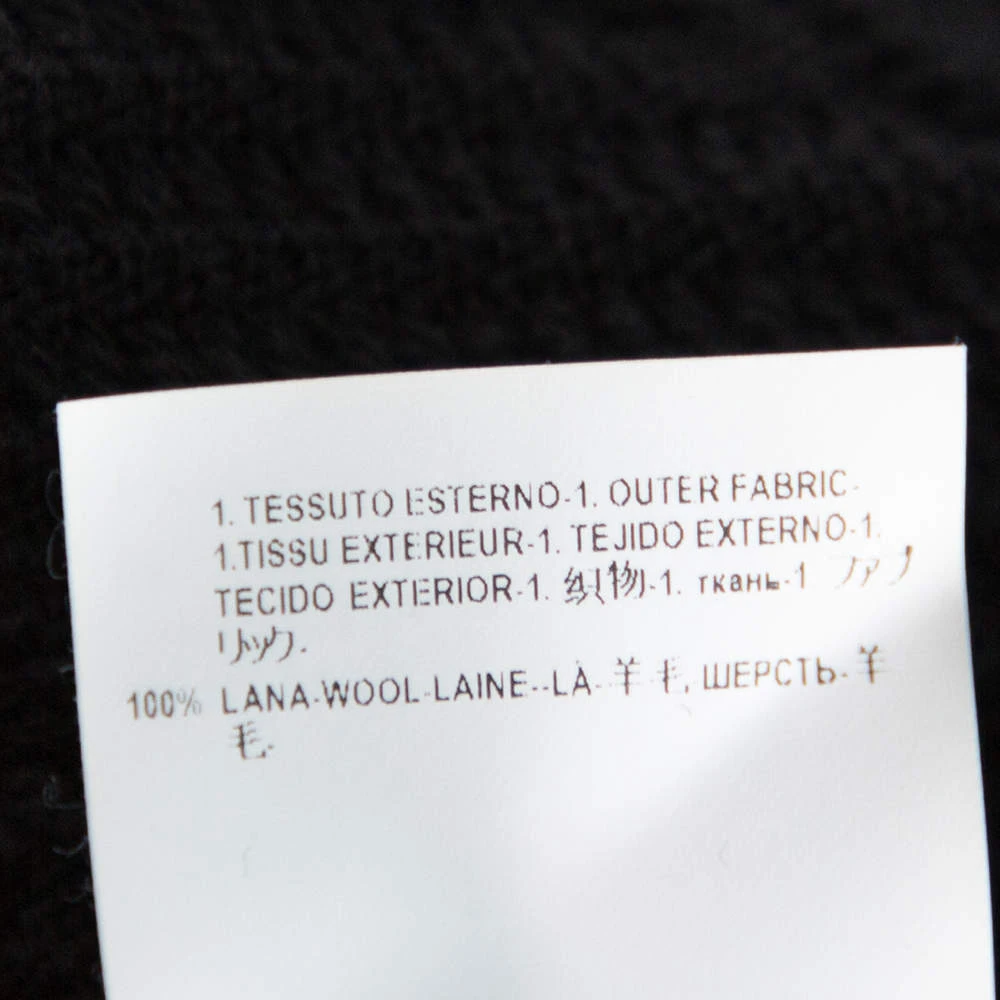 1. TESSUTO ESTERNO-1. OUTER FABRIC-
1.TISSU EXTERIEUR-1. TEJIDO EXTERNO-1.
TECIDO EXTERIOR-1. 织物-1. ткань-1 ファブ
リック.
100% LANA-WOOL-LAINE--LÀ-羊毛, ШЕРСТЬ-羊
毛-